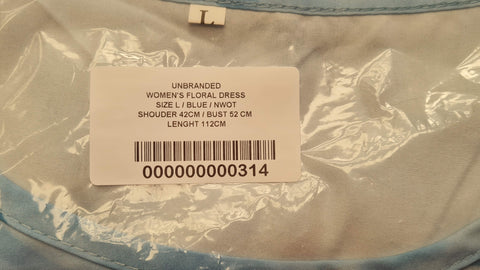 L
UNBRANDED
WOMEN'S FLORAL DRESS
SIZE L / BLUE / NWOT
SHOUDER 42CM / BUST 52 CM
LENGHT 112CM
000000000314